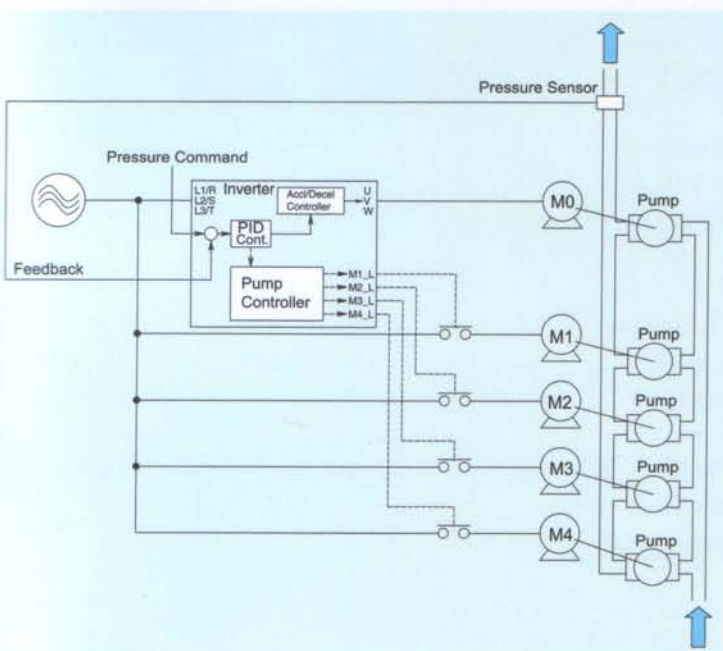 Pressure Sensor
Pressure Command
L1/R
L2/S
L3/T
Inverter
Accl/Decel
Controller
U
V
W
PID
Cont.
Feedback
Pump
Controller
M1_L
M2_L
M3_L
M4_L
M0
Pump
M1
Pump
M2
Pump
M3
Pump
M4
Pump